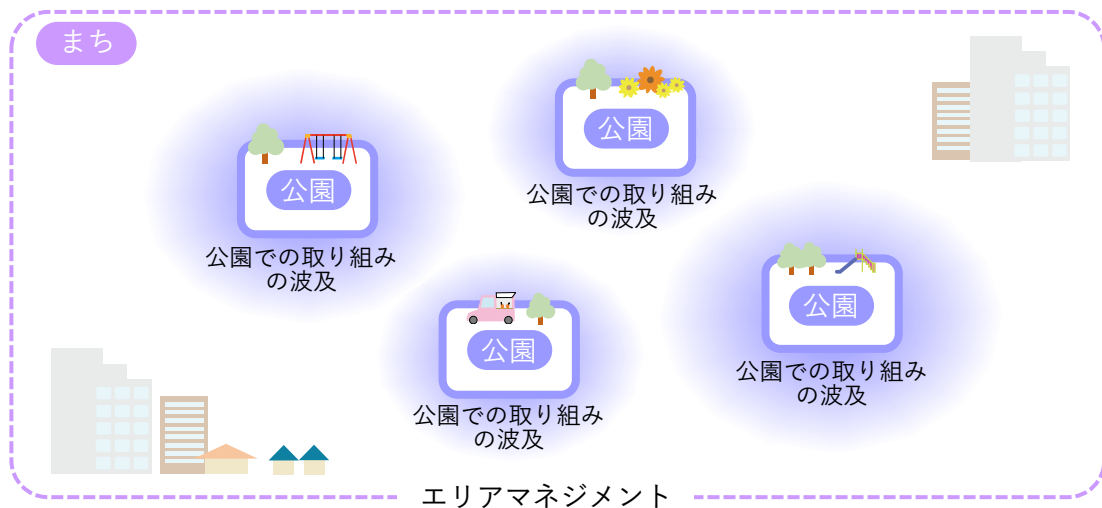 まち
公園
公園での取り組み
の波及
公園
公園での取り組み
の波及
公園
公園での取り組み
の波及
公園
公園での取り組み
の波及
エリアマネジメント